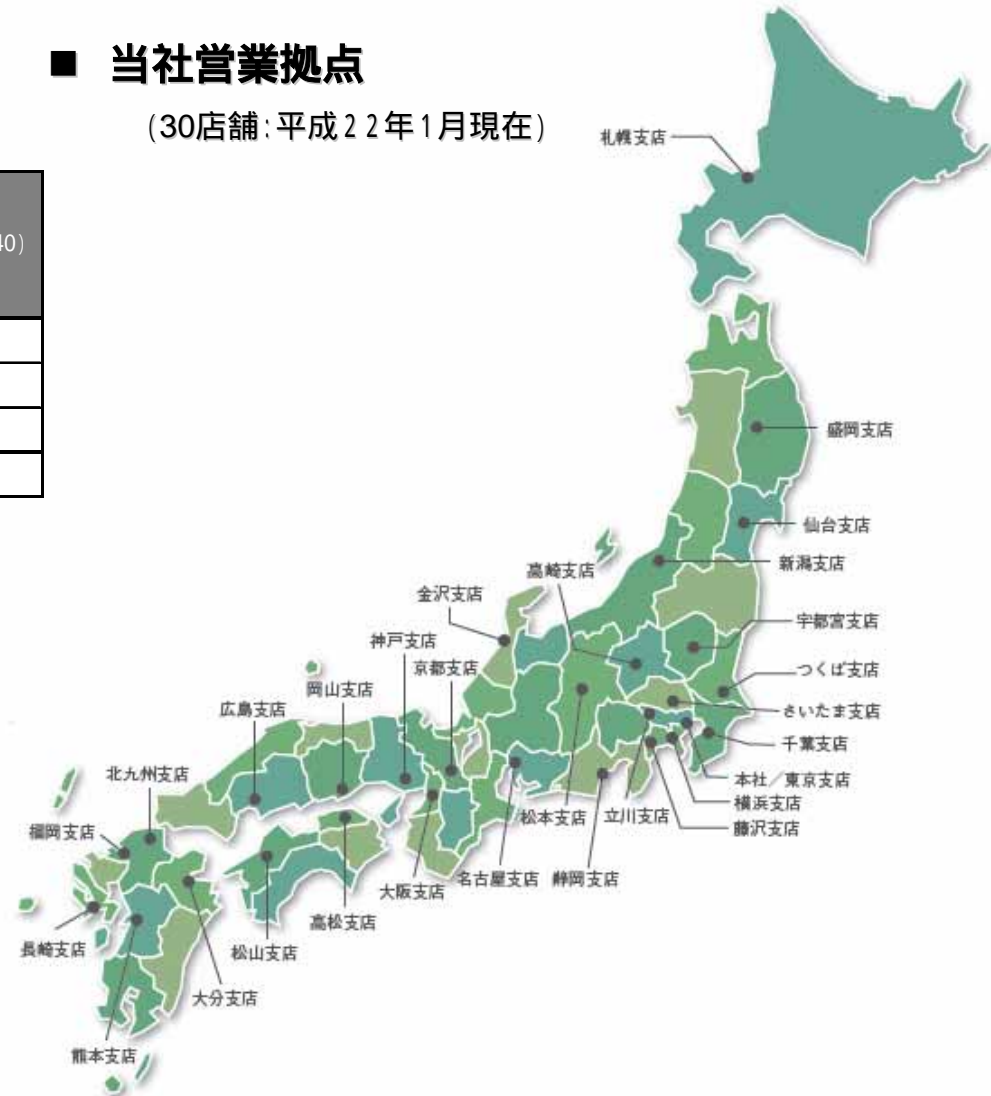 ■ 当社営業拠点
(30店舗:平成22年1月現在)
40)
札幌支店
盛岡支店
仙台支店
新潟支店
高崎支店
金沢支店
宇都宮支店
神戸支店
京都支店
つくば支店
岡山支店
さいたま支店
広島支店
千葉支店
北九州支店
本社/東京支店
横浜支店
松本支店
立川支店
藤沢支店
福岡支店
名古屋支店
静岡支店
大阪支店
高松支店
長崎支店
松山支店
大分支店
熊本支店